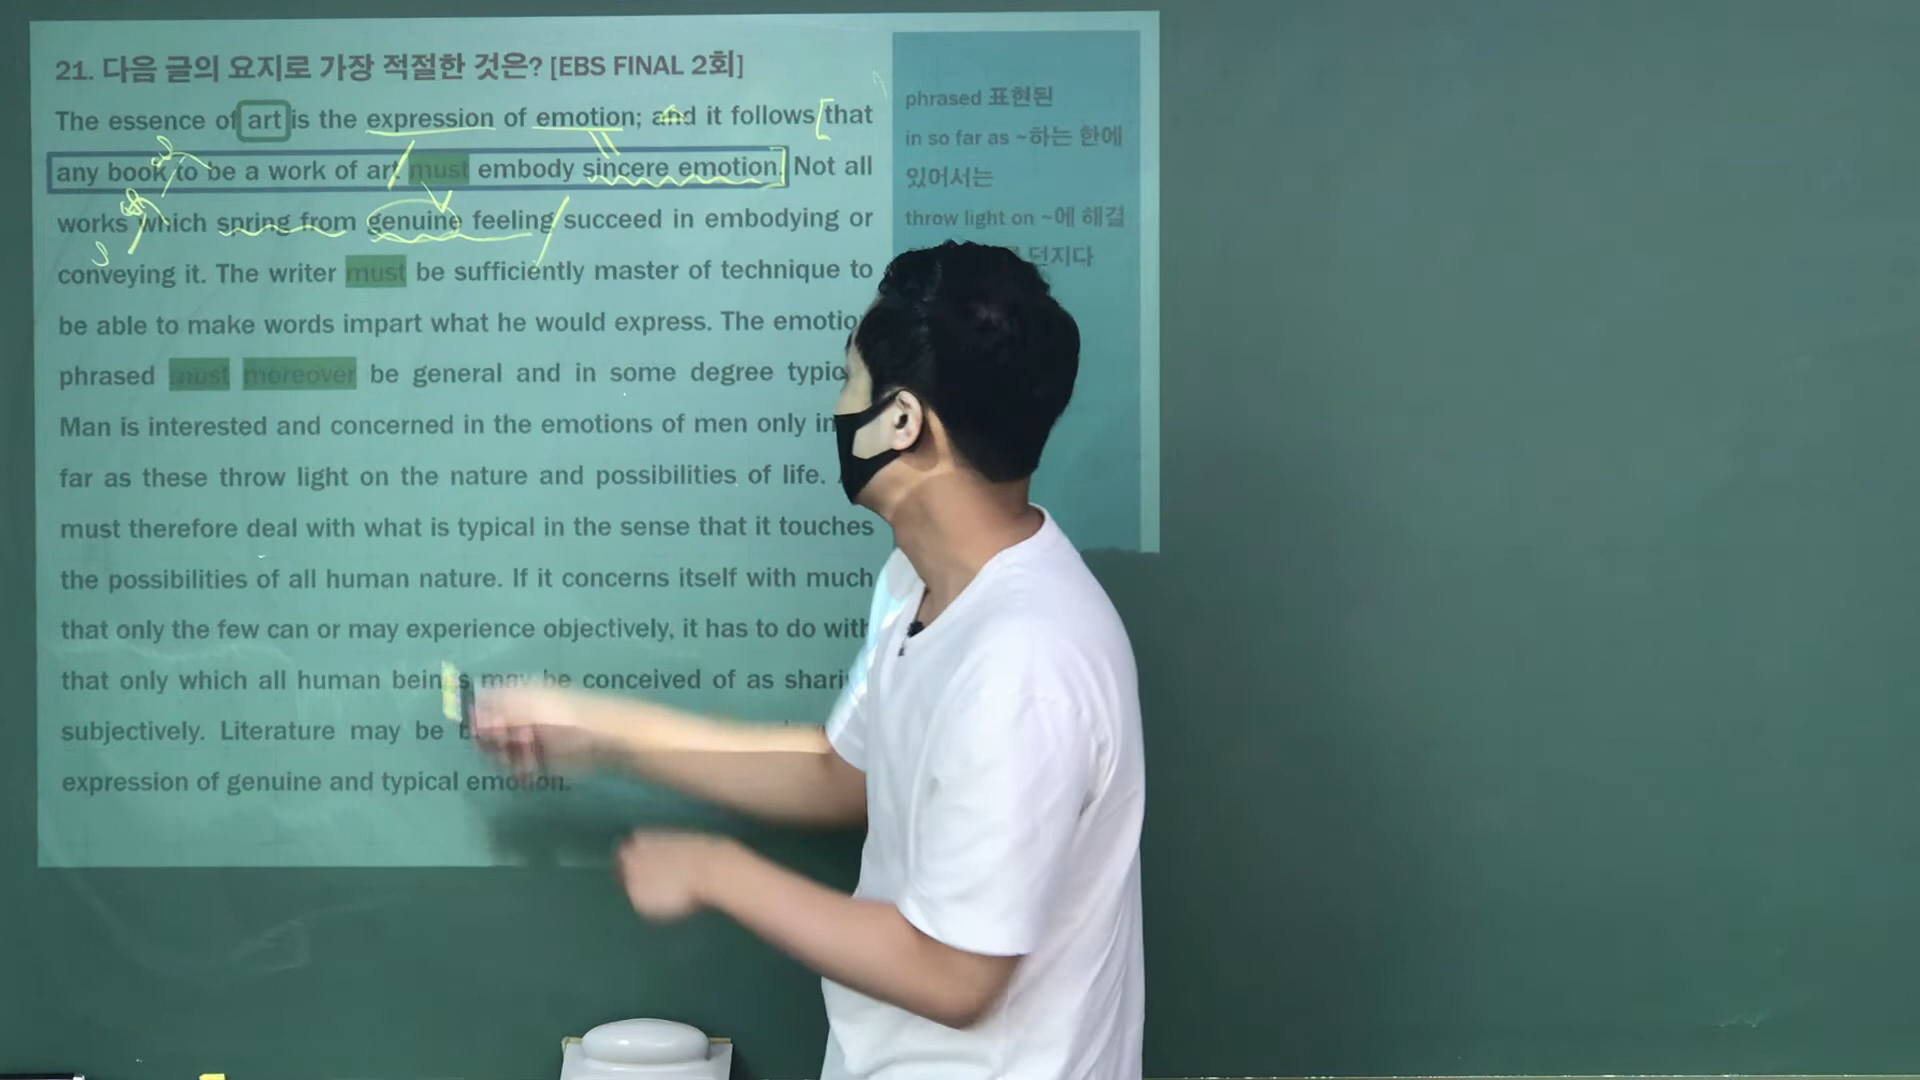 21. 다음 글의 요지로 가장 적절한 것은? [EBS FINAL 2회]
The essence of art is the expression of emotion; and it follows that
any book to be a work of art must embody sincere emotion. Not all
works which spring from genuine feeling succeed in embodying or
conveying it. The writer must be sufficiently master of technique to
be able to make words impart what he would express. The emotion
phrased must moreover be general and in some degree
Man is interested and concerned in the emotions of men only in
far as these throw light on the nature and possibilities of life.
must therefore deal with what is typical in the sense that it touches
the possibilities of all human nature. If it concerns itself with much
that only the few can or may experience objectively, it has to do with
that only which all human beings may be conceived of as
subjectively. Literature may be
expression of genuine and typical emotion.
phrased 표현된
in so far as ~하는 한에
있어서는
throw light on ~에 해결
던지다